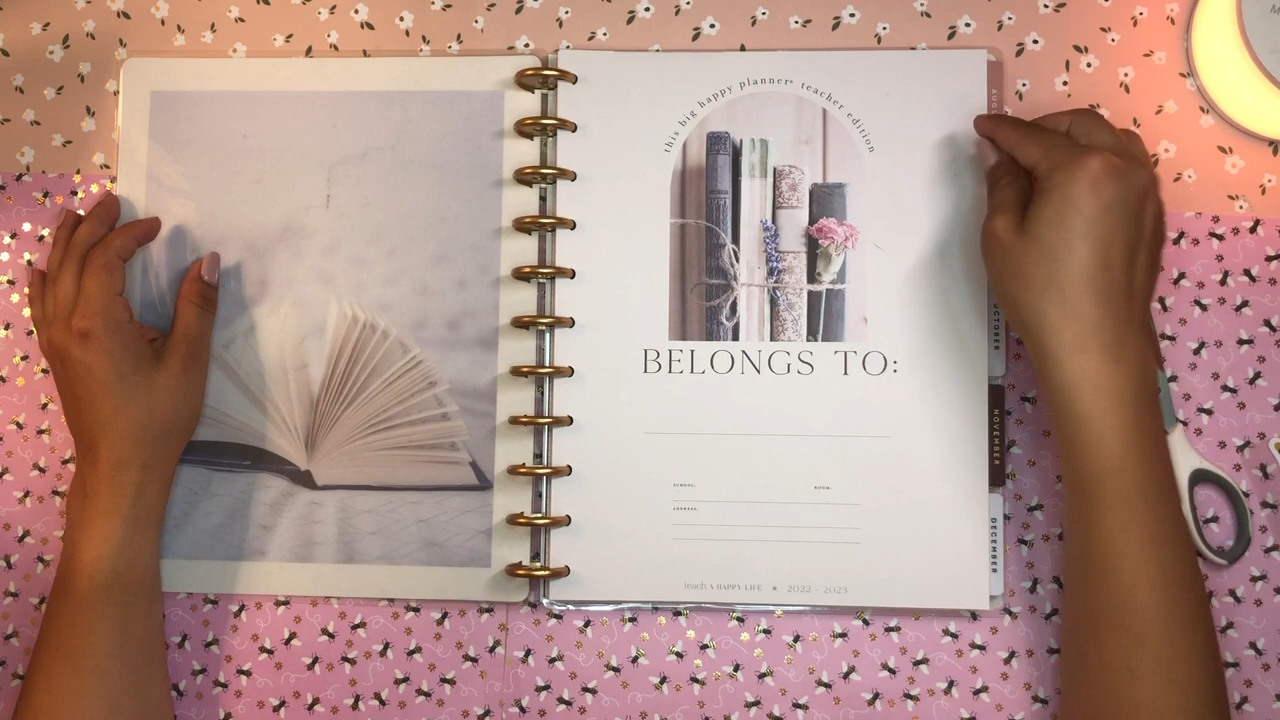 this big happy planner® teacher edition
BELONGS TO:
SCHOOL: ROOM:
ADDRESS:
teach A HAPPY LIFE ★ 2022 - 2023
OCTOBER
NOVEMBER
DECEMBER